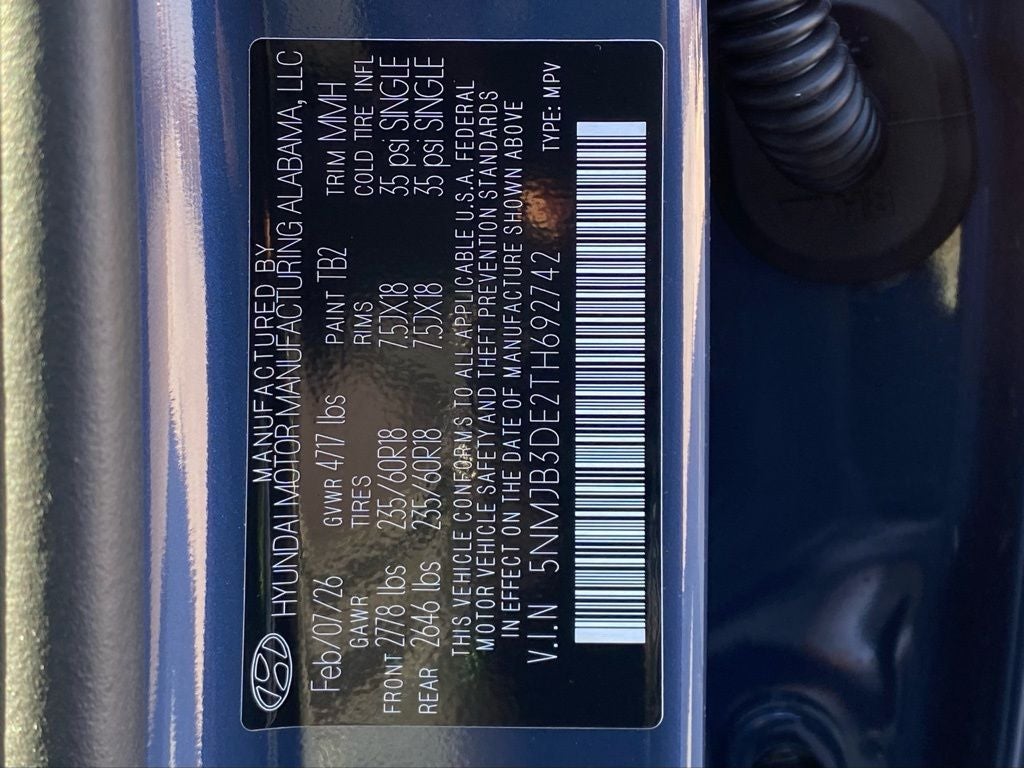 MANUFACTURED BY
HYUNDAI MOTOR MANUFACTURING ALABAMA, LLC
Feb/07/26 GVWR 4717 lbs PAINT TB2 TRIM MMH
GAWR TIRES RIMS COLD TIRE INFL
FRONT 2778 lbs 235/60R18 7.5JX18 35 psi SINGLE
REAR 2646 lbs 235/60R18 7.5JX18 35 psi SINGLE
THIS VEHICLE CONFORMS TO ALL APPLICABLE U.S.A. FEDERAL
MOTOR VEHICLE SAFETY AND THEFT PREVENTION STANDARDS
IN EFFECT ON THE DATE OF MANUFACTURE SHOWN ABOVE
V.I.N 5NMJB3DE2TH692742 TYPE: MPV